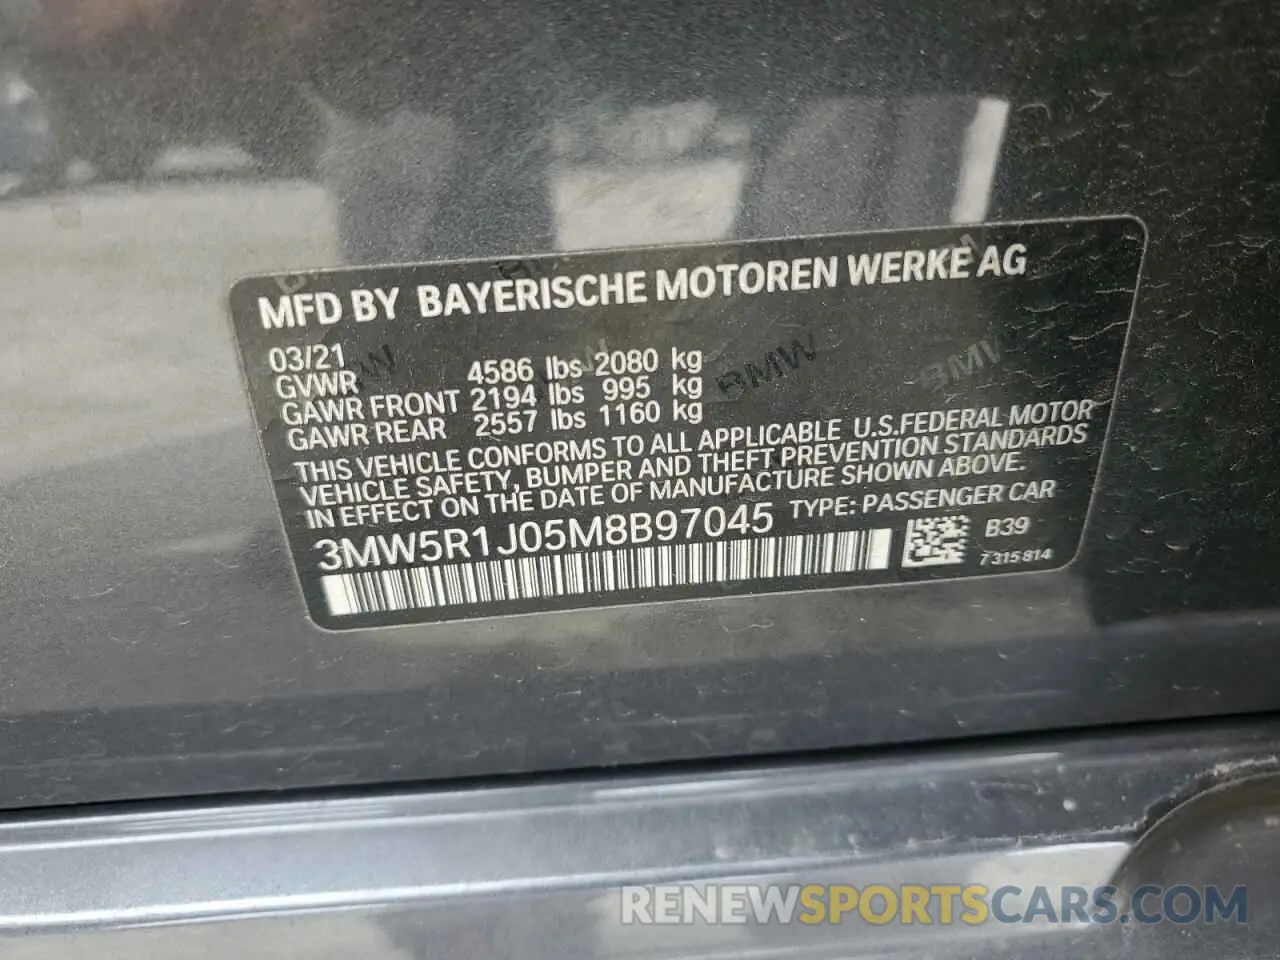 MFD BY BAYERISCHE MOTOREN WERKE AG
03/21
GVWR 4586 lbs 2080 kg
GAWR FRONT 2194 lbs 995 kg
GAWR REAR 2557 lbs 1160 kg
THIS VEHICLE CONFORMS TO ALL APPLICABLE U.S.FEDERAL MOTOR
VEHICLE SAFETY, BUMPER AND THEFT PREVENTION STANDARDS
IN EFFECT ON THE DATE OF MANUFACTURE SHOWN ABOVE.
3MW5R1J05M8B97045 TYPE: PASSENGER CAR
B39
7315814
BMW
BMW
RENEWSPORTSCARS.COM